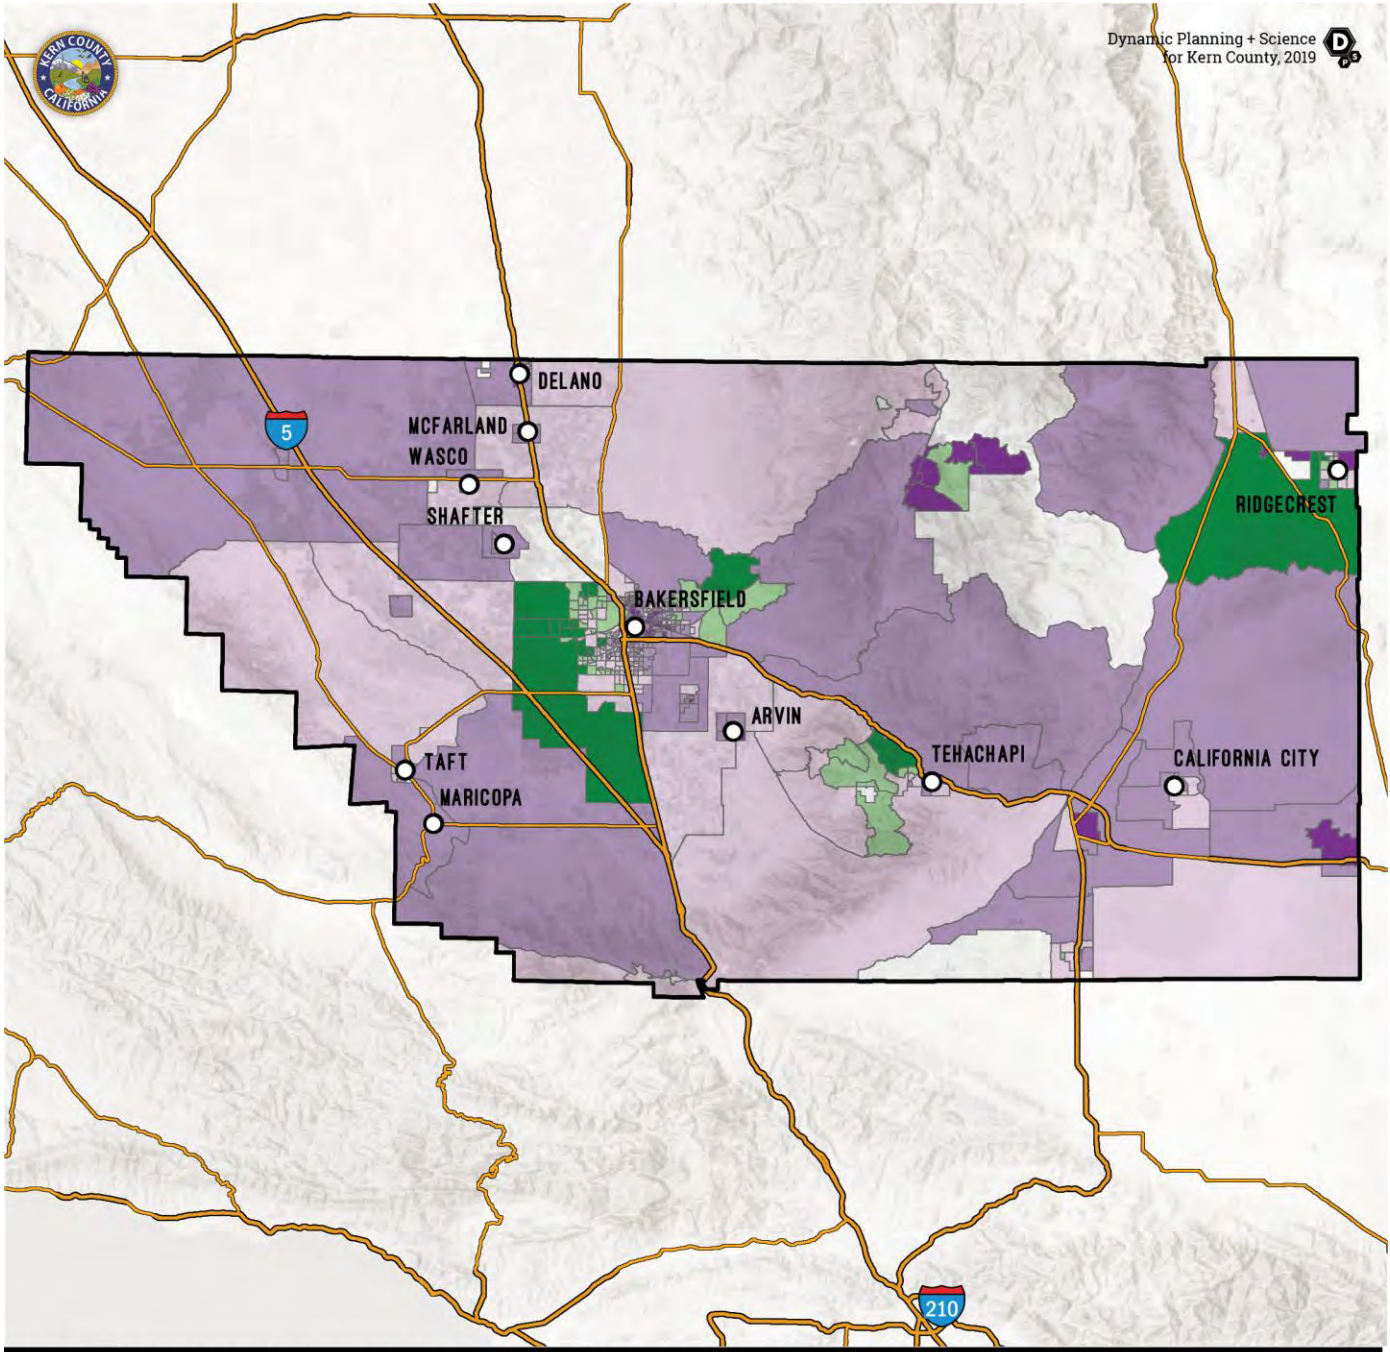 KERN COUNTY
CALIFORNIA
Dynamic Planning + Science
for Kern County, 2019
D
P
S
DELANO
MCFARLAND
5
WASCO
SHAFTER
RIDGECREST
BAKERSFIELD
ARVIN
TAFT
TEHACHAPI
CALIFORNIA CITY
MARICOPA
210